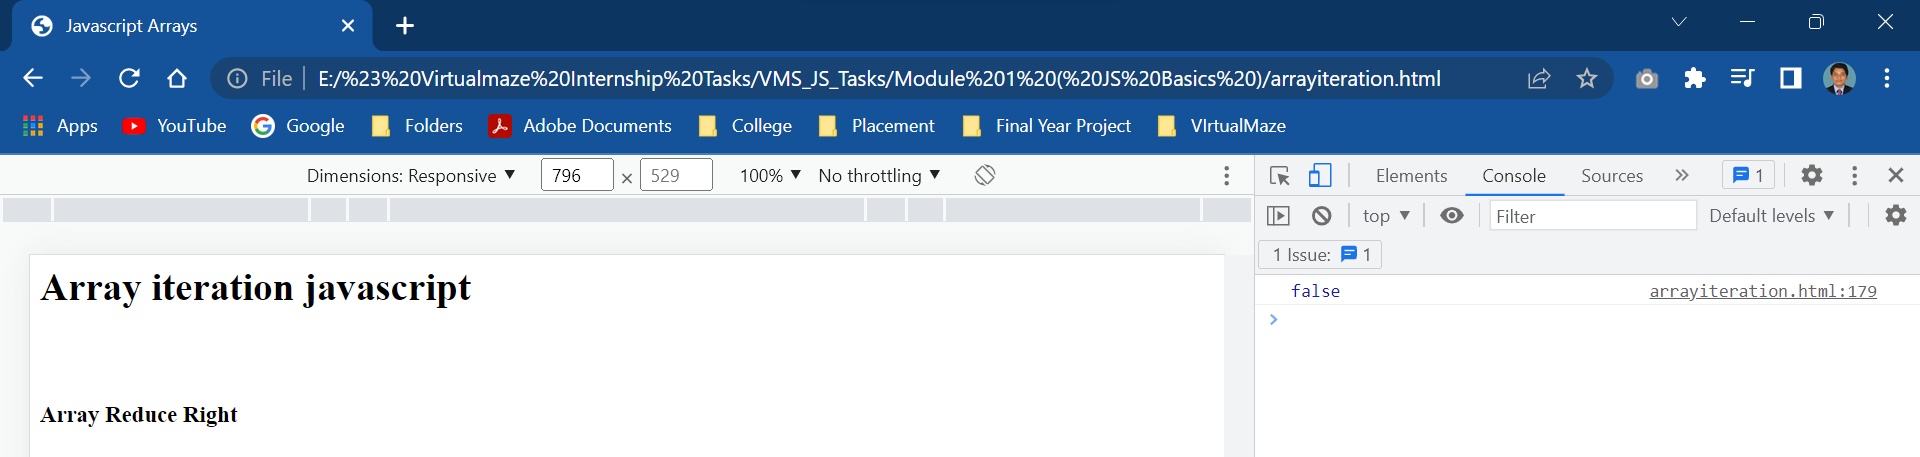 Javascript Arrays
File E:/%23%20Virtualmaze%20Internship%20Tasks/VMS_JS_Tasks/Module%201%20(%20JS%20Basics%20)/arrayiteration.html
Apps YouTube Google Folders Adobe Documents College Placement Final Year Project VIrtualMaze
Dimensions: Responsive ▼ 796 × 529 100% ▼ No throttling ▼
Elements Console Sources » 1
top ▼ Filter Default levels ▼
1 Issue: 1
Array iteration javascript
false arrayiteration.html:179
Array Reduce Right